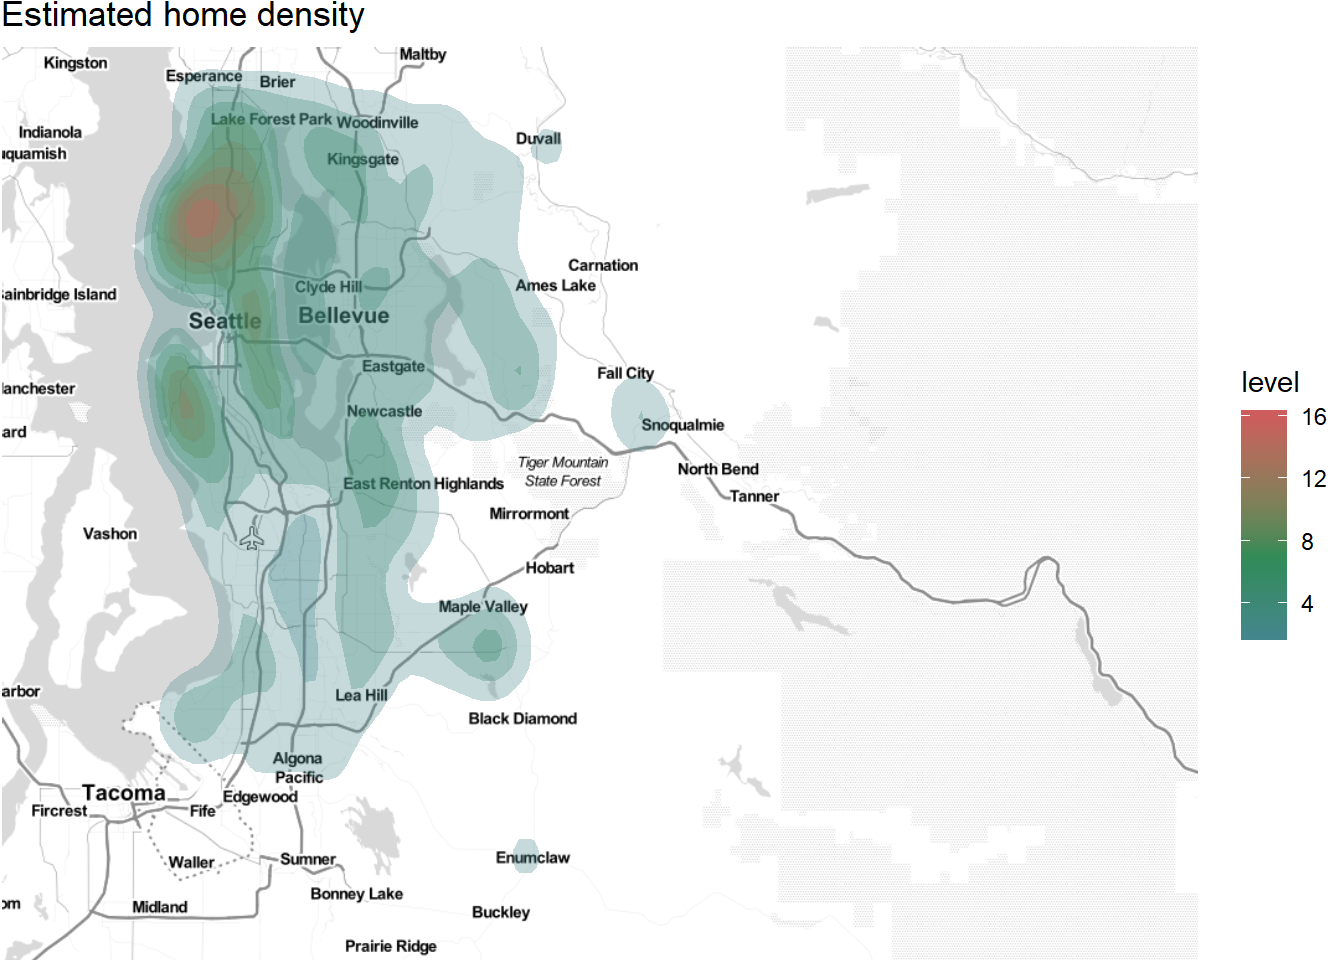 Estimated home density
Maltby
Kingston
Esperance
Brier
Lake Forest Park
Woodinville
Indianola
Duvall
uquamish
Kingsgate
Carnation
Clyde Hill
Ames Lake
Bainbridge Island
Seattle
Bellevue
Eastgate
Fall City
level
Manchester
Newcastle
16
ard
Snoqualmie
Tiger Mountain
State Forest
North Bend
12
East Renton Highlands
Tanner
Mirrormont
Vashon
8
Hobart
Maple Valley
4
arbor
Lea Hill
Black Diamond
Algona
Pacific
Tacoma
Edgewood
Fircrest
Fife
Waller
Sumner
Enumclaw
Bonney Lake
om
Midland
Buckley
Prairie Ridge